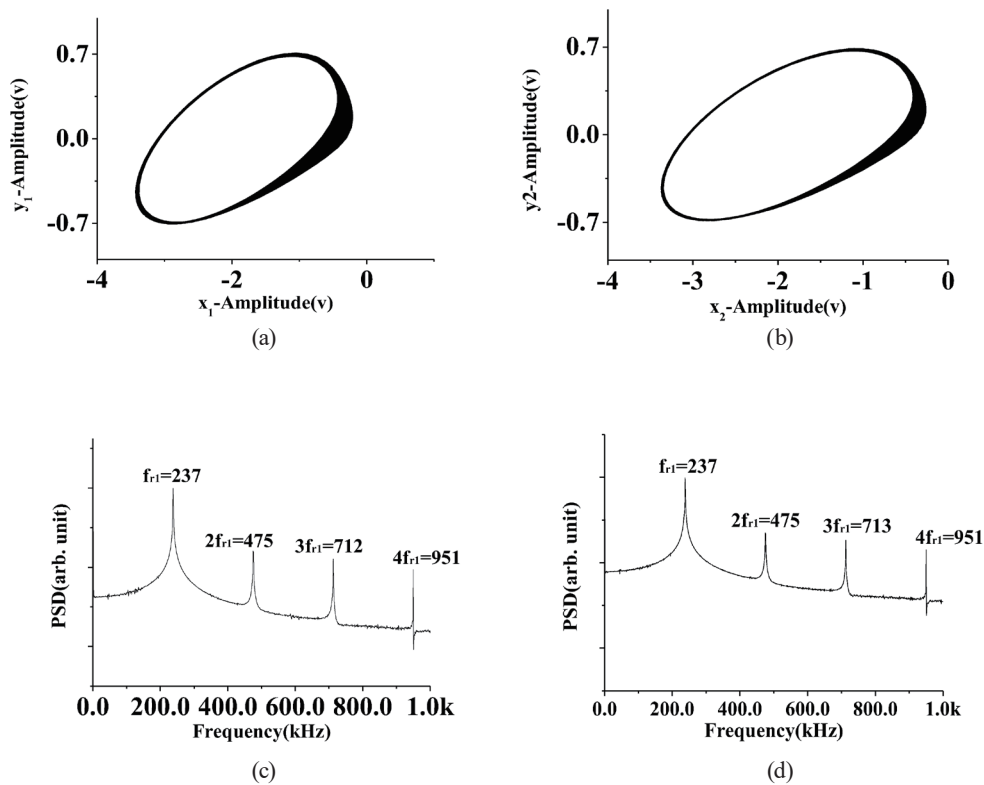 0.7
0.0
-0.7
y1-Amplitude(v)
-4
-2
0
x1-Amplitude(v)
(a)
0.7
0.0
-0.7
y2-Amplitude(v)
-4
-3
-2
-1
0
x2-Amplitude(v)
(b)
fr1=237
2fr1=475
3fr1=712
4fr1=951
PSD(arb. unit)
0.0
200.0
400.0
600.0
800.0
1.0k
Frequency(kHz)
(c)
fr1=237
2fr1=475
3fr1=713
4fr1=951
PSD(arb. unit)
0.0
200.0
400.0
600.0
800.0
1.0k
Frequency(kHz)
(d)